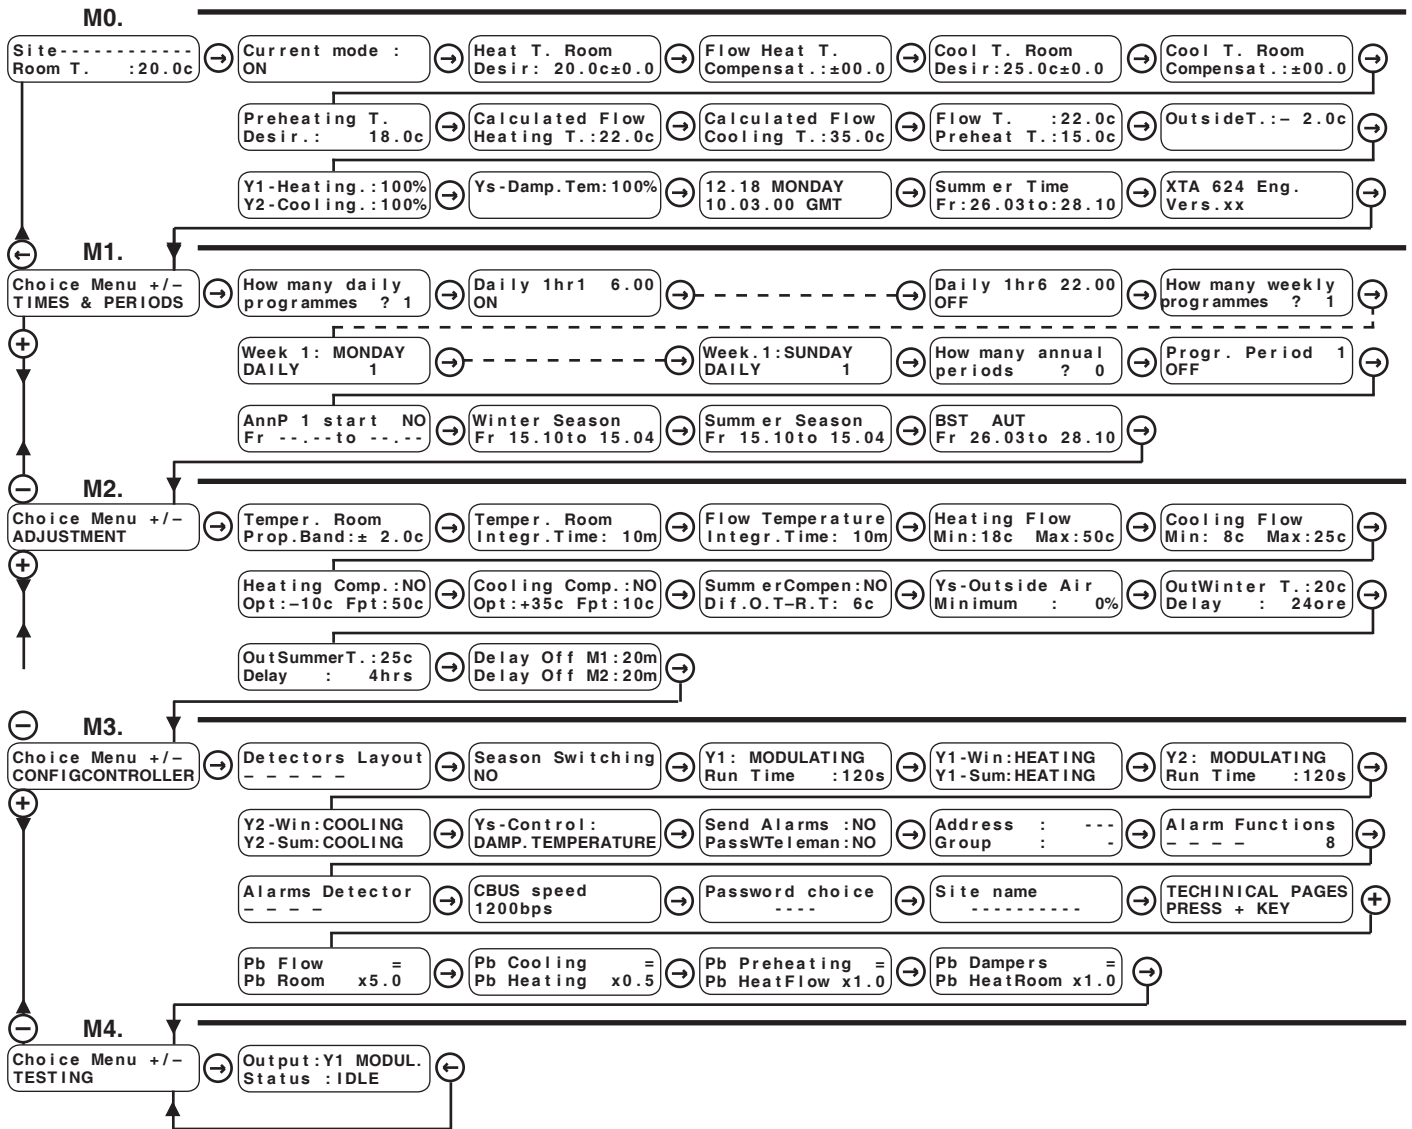 M0.
Site------------
Room T. :20.0c
Current mode :
ON
Heat T. Room
Desir: 20.0c±0.0
Flow Heat T.
Compensat.:±00.0
Cool T. Room
Desir:25.0c±0.0
Cool T. Room
Compensat.:±00.0
Preheating T.
Desir.: 18.0c
Calculated Flow
Heating T.:22.0c
Calculated Flow
Cooling T.:35.0c
Flow T. :22.0c
Preheat T.:15.0c
OutsideT.:– 2.0c
Y1-Heating.:100%
Y2-Cooling.:100%
Ys-Damp.Tem:100%
12.18 MONDAY
10.03.00 GMT
Summer Time
Fr:26.03to:28.10
XTA 624 Eng.
Vers.xx
M1.
Choice Menu +/–
TIMES & PERIODS
How many daily
programmes ? 1
Daily 1hr1 6.00
ON
Daily 1hr6 22.00
OFF
How many weekly
programmes ? 1
Week 1: MONDAY
DAILY 1
Week.1:SUNDAY
DAILY 1
How many annual
periods ? 0
Progr. Period 1
OFF
AnnP 1 start NO
Fr --.--to --.--
Winter Season
Fr 15.10to 15.04
Summer Season
Fr 15.10to 15.04
BST AUT
Fr 26.03to 28.10
M2.
Choice Menu +/–
ADJUSTMENT
Temper. Room
Prop.Band:± 2.0c
Temper. Room
Integr.Time: 10m
Flow Temperature
Integr.Time: 10m
Heating Flow
Min:18c Max:50c
Cooling Flow
Min: 8c Max:25c
Heating Comp.:NO
Opt:–10c Fpt:50c
Cooling Comp.:NO
Opt:+35c Fpt:10c
SummerCompen:NO
Dif.O.T–R.T: 6c
Ys-Outside Air
Minimum : 0%
OutWinter T.:20c
Delay : 24ore
OutSummerT.:25c
Delay : 4hrs
Delay Off M1:20m
Delay Off M2:20m
M3.
Choice Menu +/–
CONFIGCONTROLLER
Detectors Layout
– – – – –
Season Switching
NO
Y1: MODULATING
Run Time :120s
Y1-Win:HEATING
Y1-Sum:HEATING
Y2: MODULATING
Run Time :120s
Y2-Win:COOLING
Y2-Sum:COOLING
Ys-Control:
DAMP.TEMPERATURE
Send Alarms :NO
PassWTeleman:NO
Address : ---
Group : -
Alarm Functions
– – – – 8
Alarms Detector
– – – –
CBUS speed
1200bps
Password choice
----
Site name
----------
TECHINICAL PAGES
PRESS + KEY
Pb Flow =
Pb Room x5.0
Pb Cooling =
Pb Heating x0.5
Pb Preheating =
Pb HeatFlow x1.0
Pb Dampers =
Pb HeatRoom x1.0
M4.
Choice Menu +/–
TESTING
Output:Y1 MODUL.
Status :IDLE